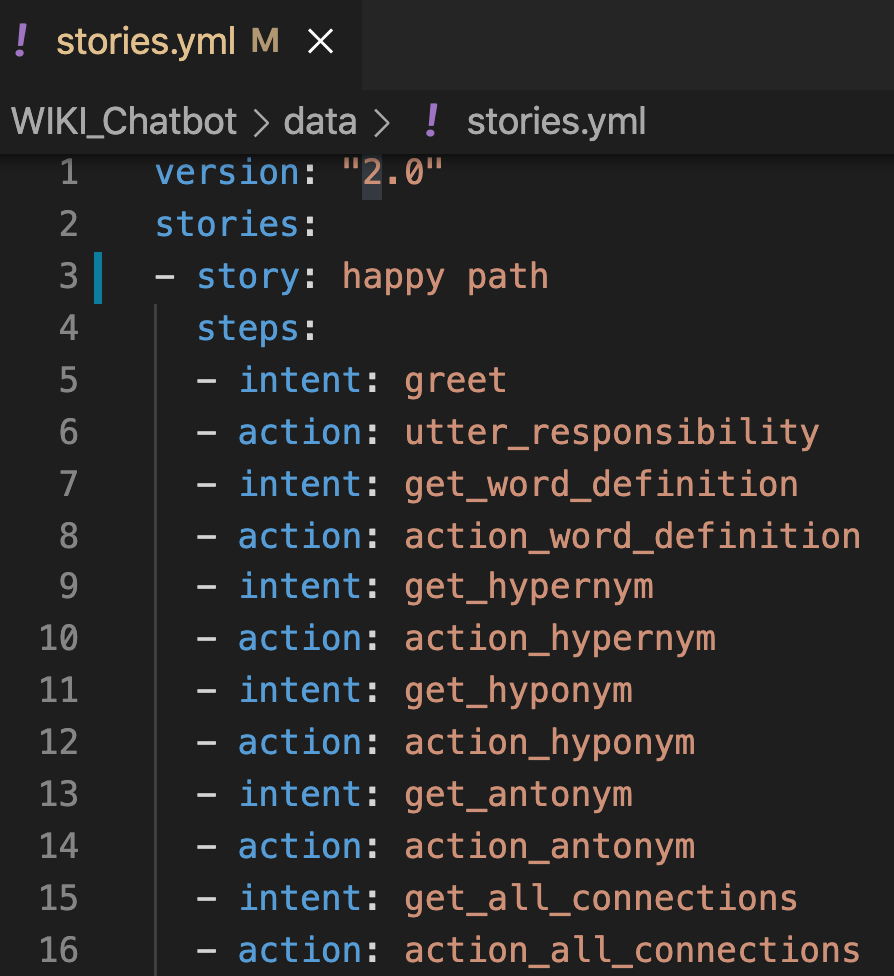 ! stories.yml M ×
WIKI_Chatbot > data > ! stories.yml
1 version: "2.0"
2 stories:
3 - story: happy path
4 steps:
5 - intent: greet
6 - action: utter_responsibility
7 - intent: get_word_definition
8 - action: action_word_definition
9 - intent: get_hypernym
10 - action: action_hypernym
11 - intent: get_hyponym
12 - action: action_hyponym
13 - intent: get_antonym
14 - action: action_antonym
15 - intent: get_all_connections
16 - action: action_all_connections